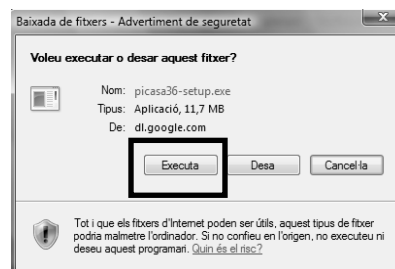 Baixada de fitxers - Advertiment de seguretat
Voleu executar o desar aquest fitxer?
Nom: picasa36-setup.exe
Tipus: Aplicació, 11,7 MB
De: dl.google.com
Executa Desa Cancel·la
Tot i que els fitxers d'Internet poden ser útils, aquest tipus de fitxer
podria malmetre l'ordinador. Si no confieu en l'origen, no executeu ni
deseu aquest programari. Quin és el risc?